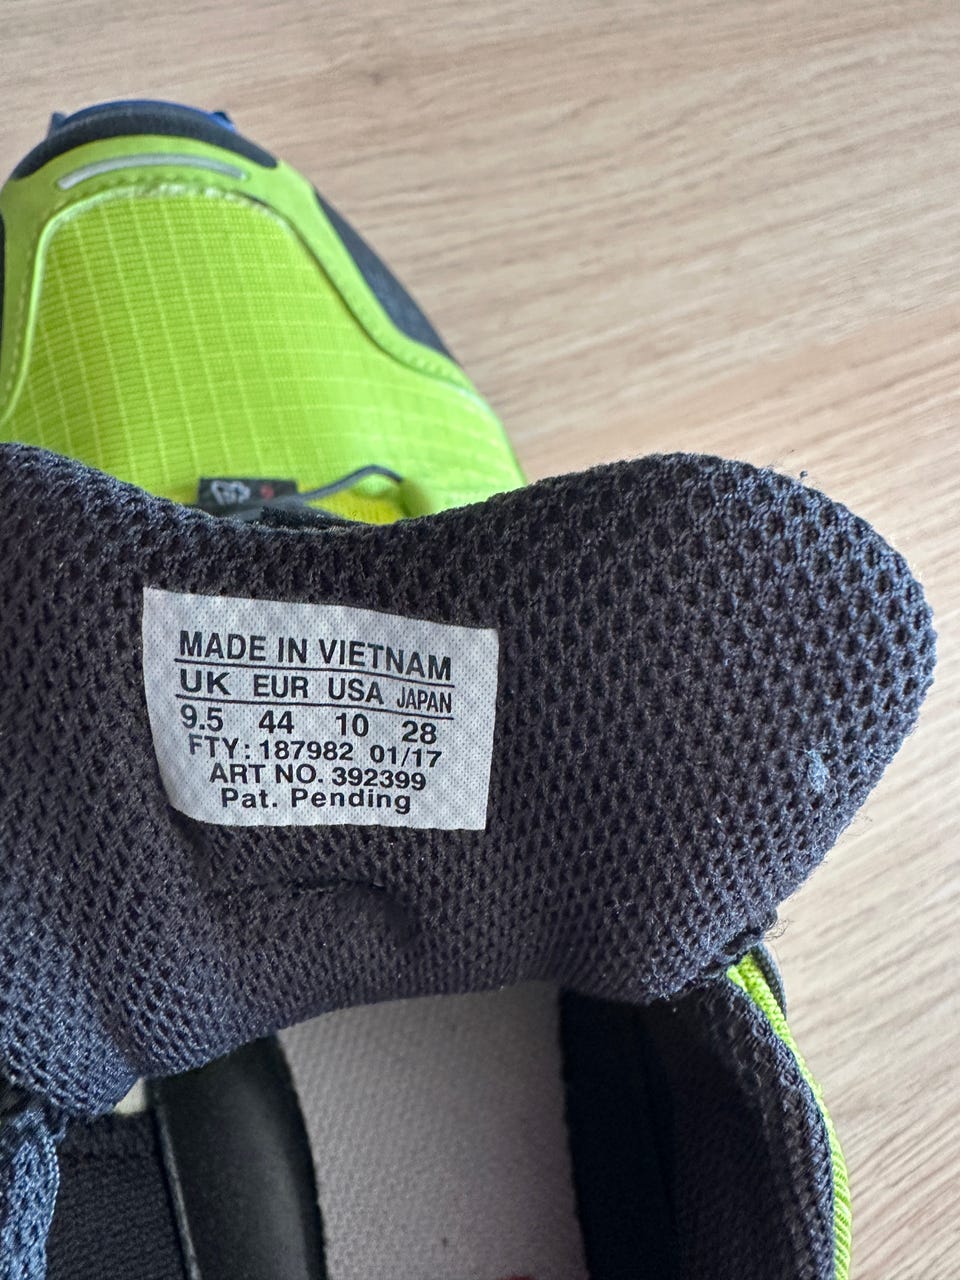 MADE IN VIETNAM
UK EUR USA JAPAN
9.5 44 10 28
FTY: 187982 01/17
ART NO. 392399
Pat. Pending